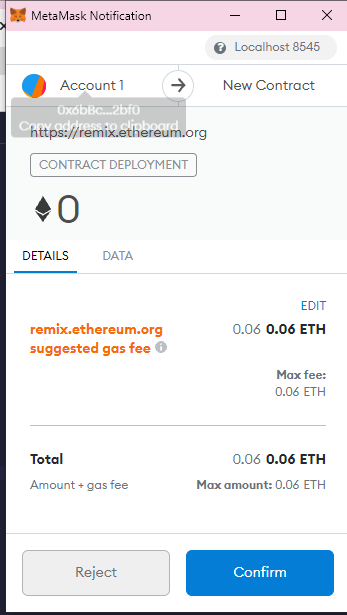 MetaMask Notification
Localhost 8545
Account 1
New Contract
0x6bBc...2bf0
Copy address to clipboard
https://remix.ethereum.org
CONTRACT DEPLOYMENT
0
DETAILS DATA
EDIT
remix.ethereum.org 0.06 0.06 ETH
suggested gas fee
Max fee:
0.06 ETH
Total 0.06 0.06 ETH
Amount + gas fee Max amount: 0.06 ETH
Reject Confirm